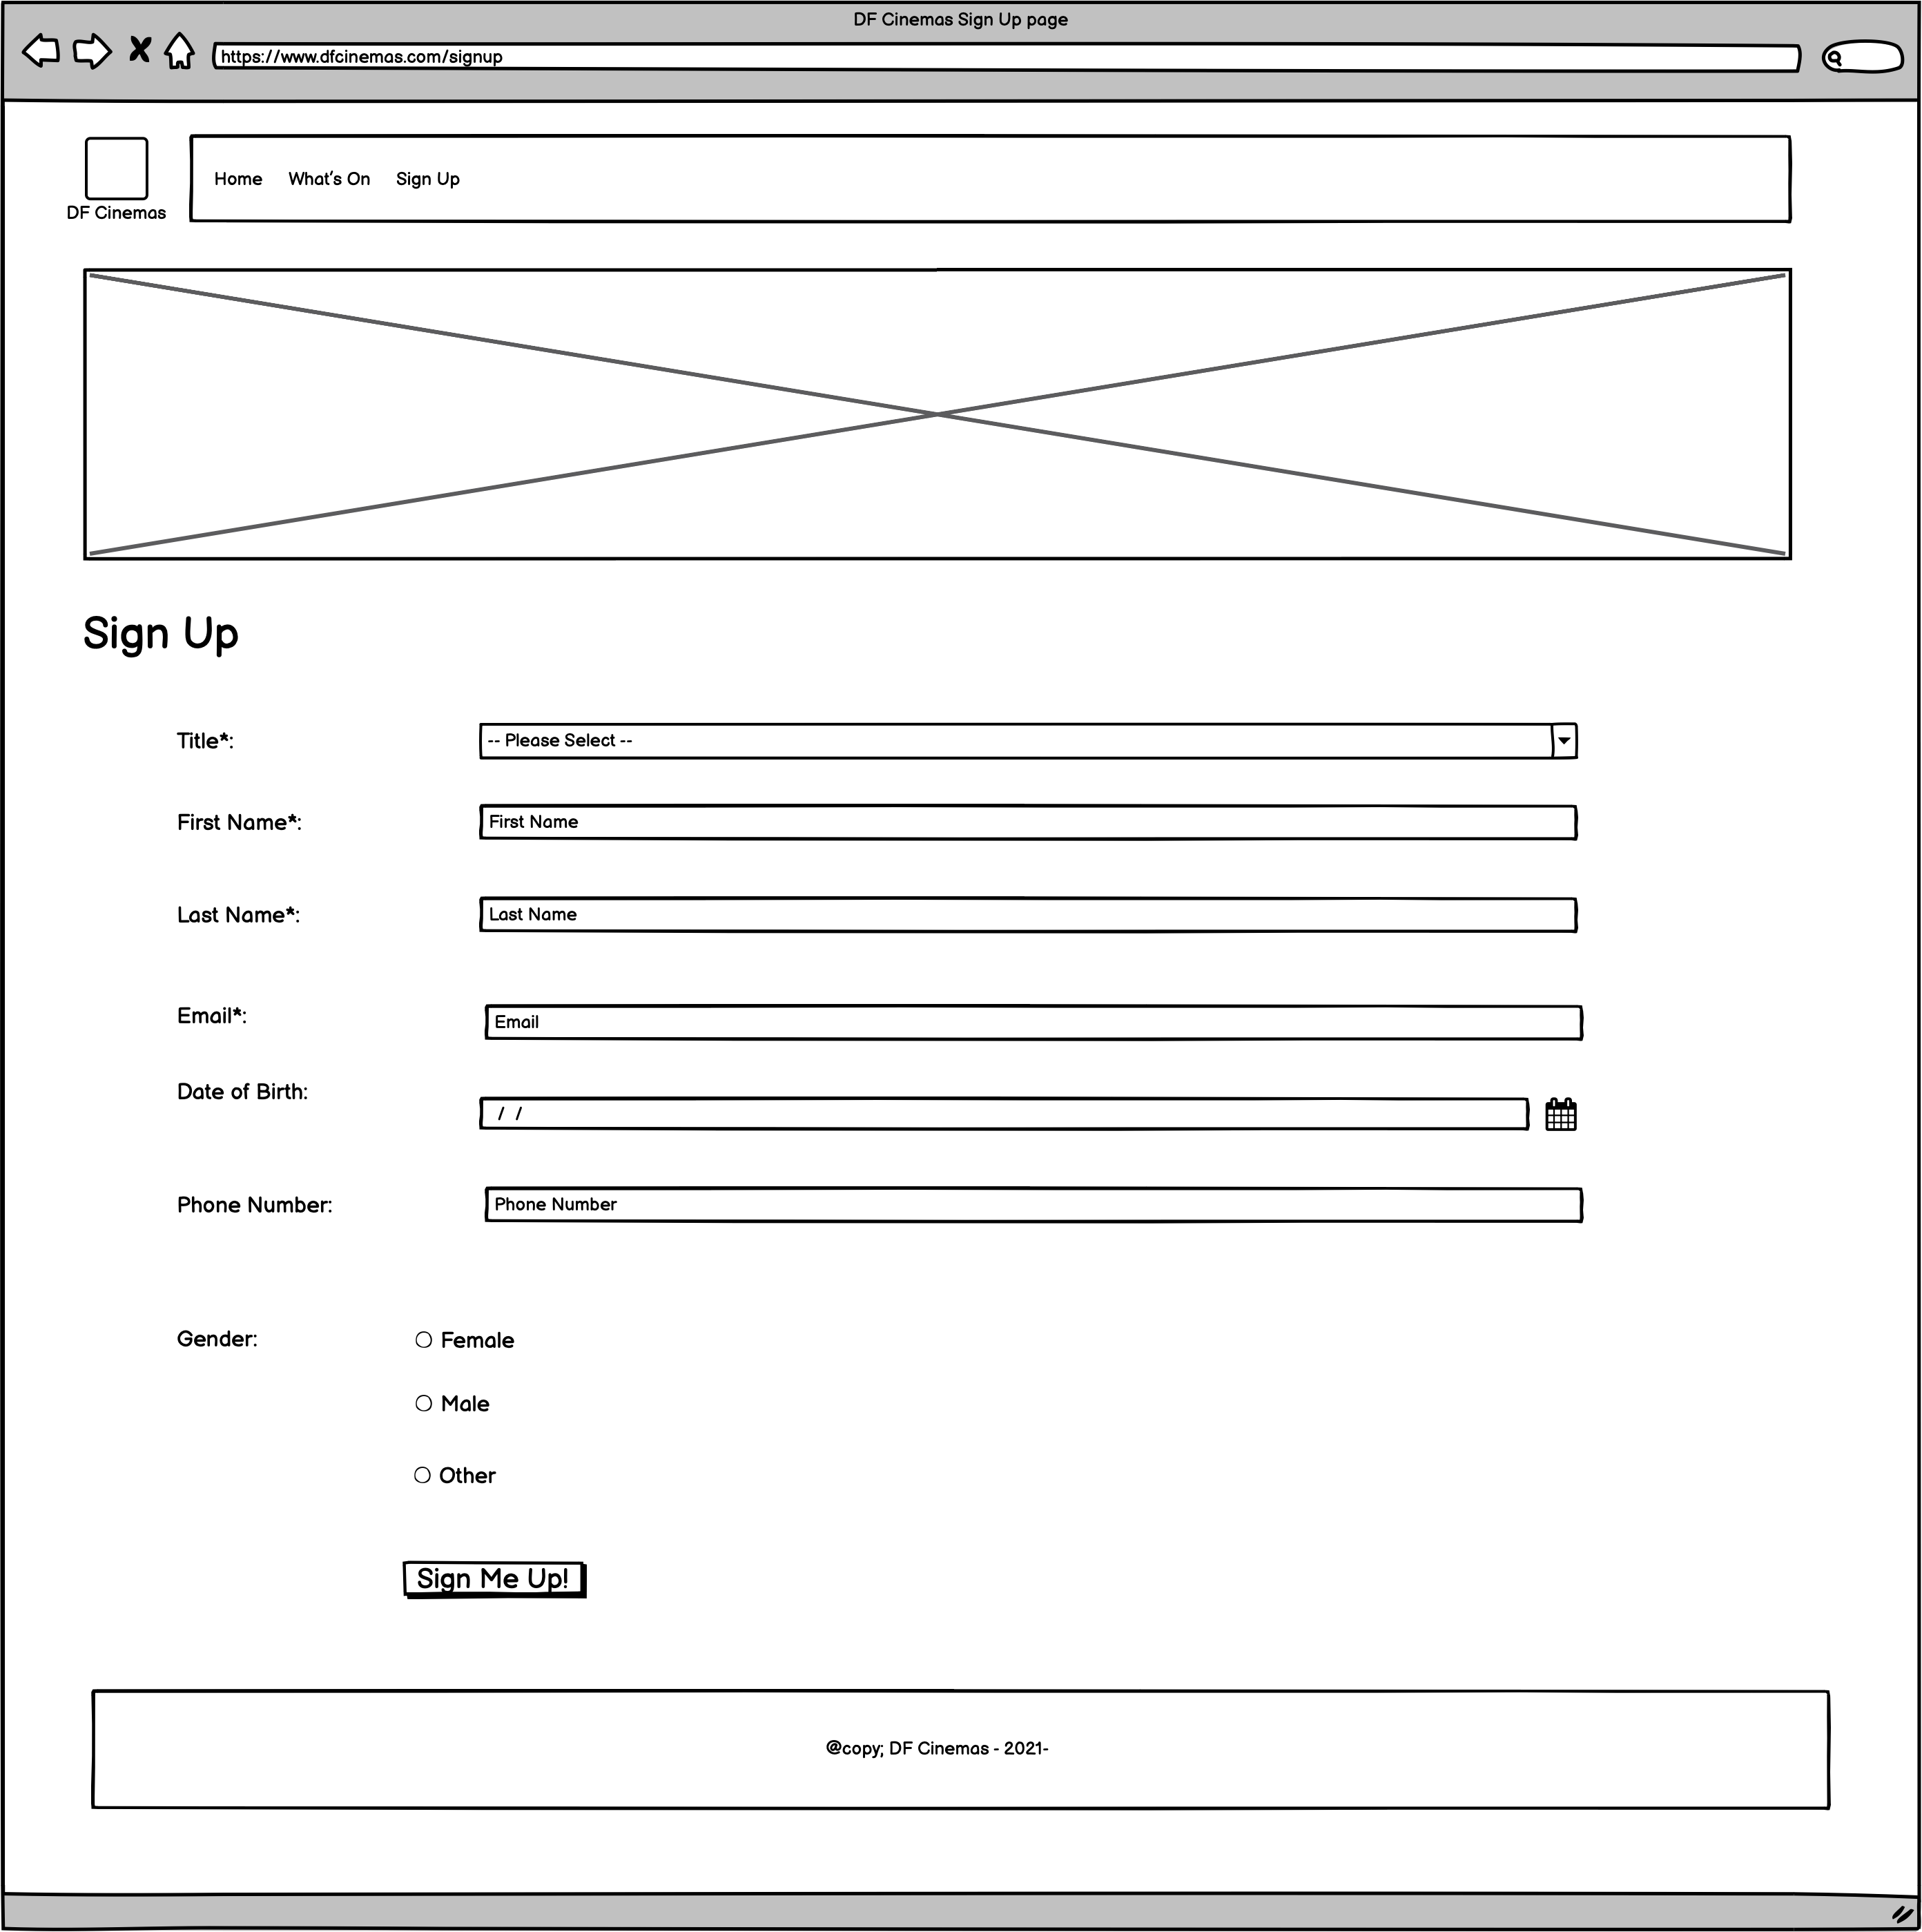 DF Cinemas Sign Up page
https://www.dfcinemas.com/signup
Home What's On Sign Up
DF Cinemas
Sign Up
Title*: -- Please Select --
First Name*: First Name
Last Name*: Last Name
Email*: Email
Date of Birth: / /
Phone Number: Phone Number
Gender: Female
Male
Other
Sign Me Up!
@copy; DF Cinemas - 2021-